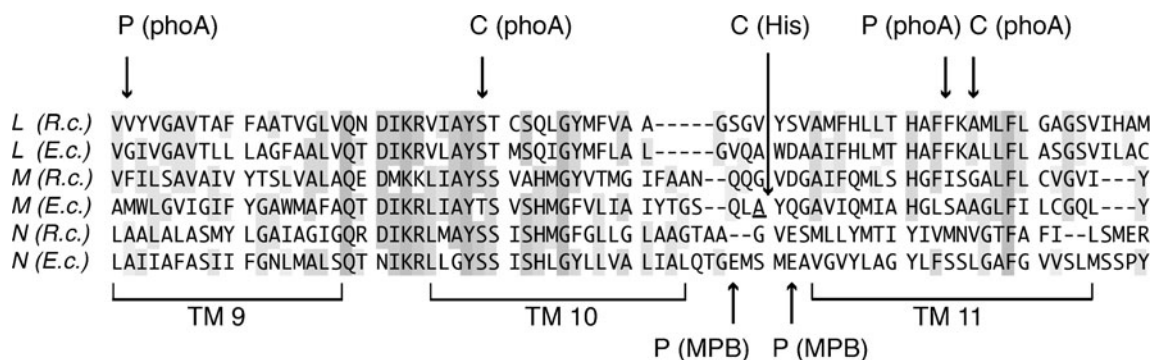 P (phoA) C (phoA) C (His) P (phoA) C (phoA)
L (R.c.) VVYVGAVTAF FAATVGLVQN DIKRVIAYST CSQLGYMFVA A-----GSGV YSVAMFHLLT HAFFKAMLFL GAGSVIHAM
L (E.c.) VGIVGAVTLL LAGFAALVQT DIKRVLAYST MSQIGYMFLA L-----GVQA WDAAIFHLMT HAFFKALLFL ASGSVILAC
M (R.c.) VFILSAVAIV YTSLVALAQE DMKKLIAYSS VAHMGYVTMG IFAAN--QQG VDGAIFQMLS HGFISGALFL CVGVI---Y
M (E.c.) AMWLGVIGIF YGAWMAFAQT DIKRLIAYTS VSHMGFVLIA IYTGS--QLA YQGAVIQMIA HGLSAAGLFI LCGQL---Y
N (R.c.) LAALALASMY LGAIAGIGQR DIKRLMAYSS ISHMGFGLLG LAAGTAA--G VESMLLYMTI YIVMNVGTFA FI--LSMER
N (E.c.) LAIIAFASII FGNLMALSQT NIKRLLGYSS ISHLGYLLVA LIALQTGEMS MEAVGVYLAG YLFSSLGAFG VVSLMSSPY
TM 9 TM 10 TM 11
P (MPB) P (MPB)